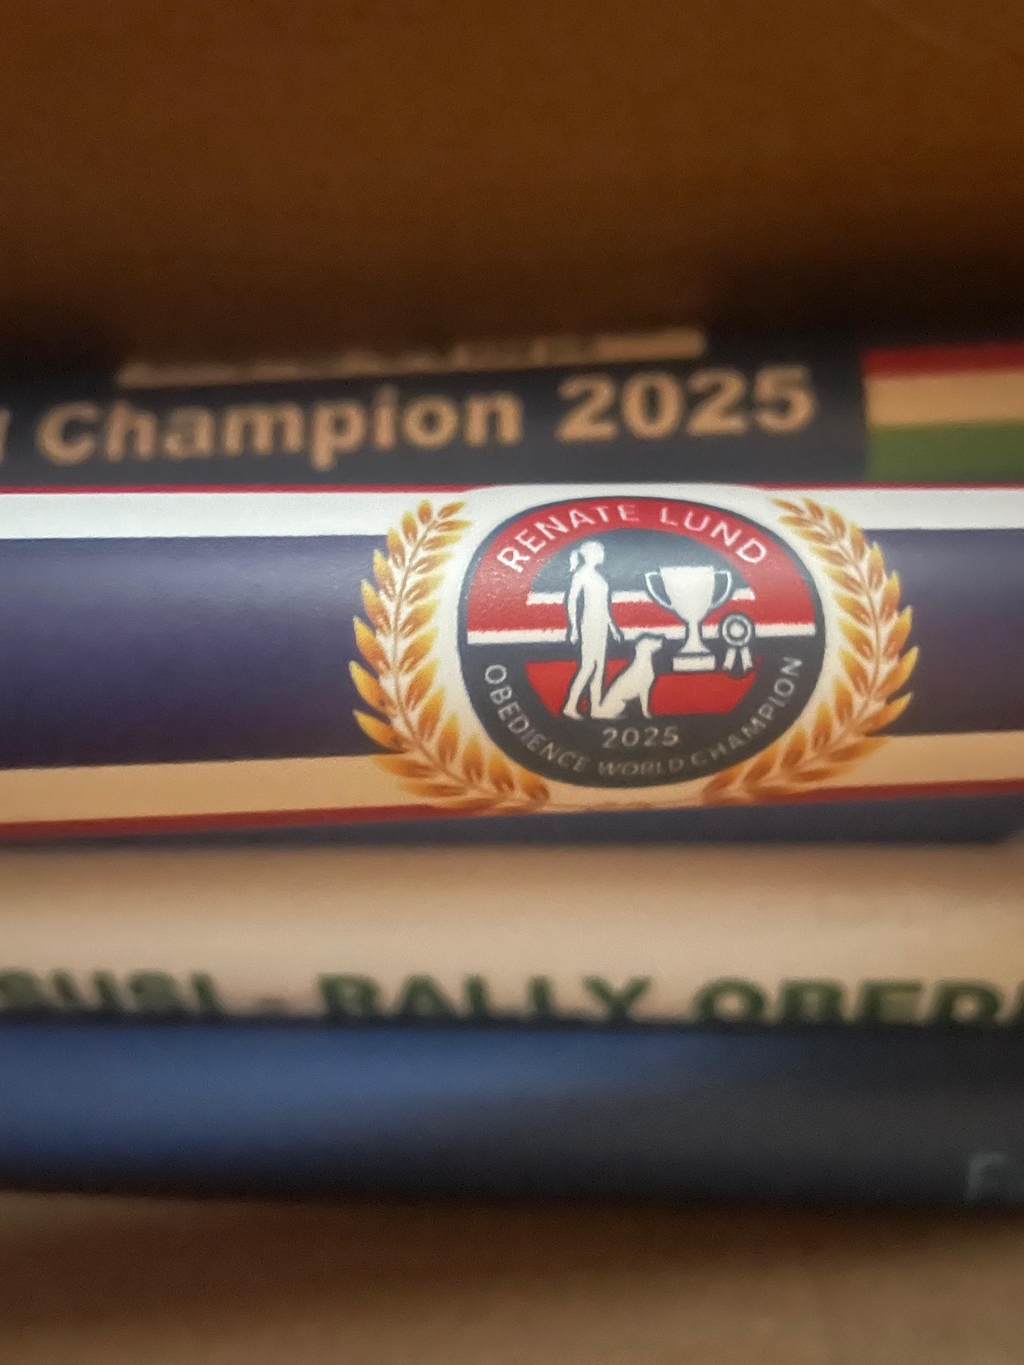 Champion 2025
RENATE LUND
2025
OBEDIENCE WORLD CHAMPION
RALLY